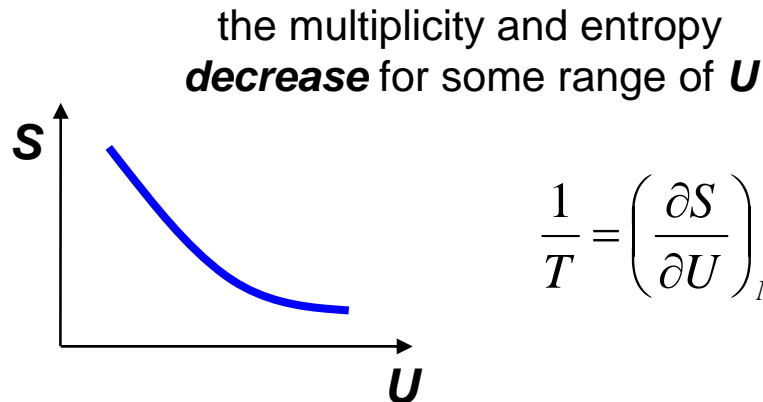 the multiplicity and entropy
decrease for some range of U
S
1/T = (∂S/∂U)
U